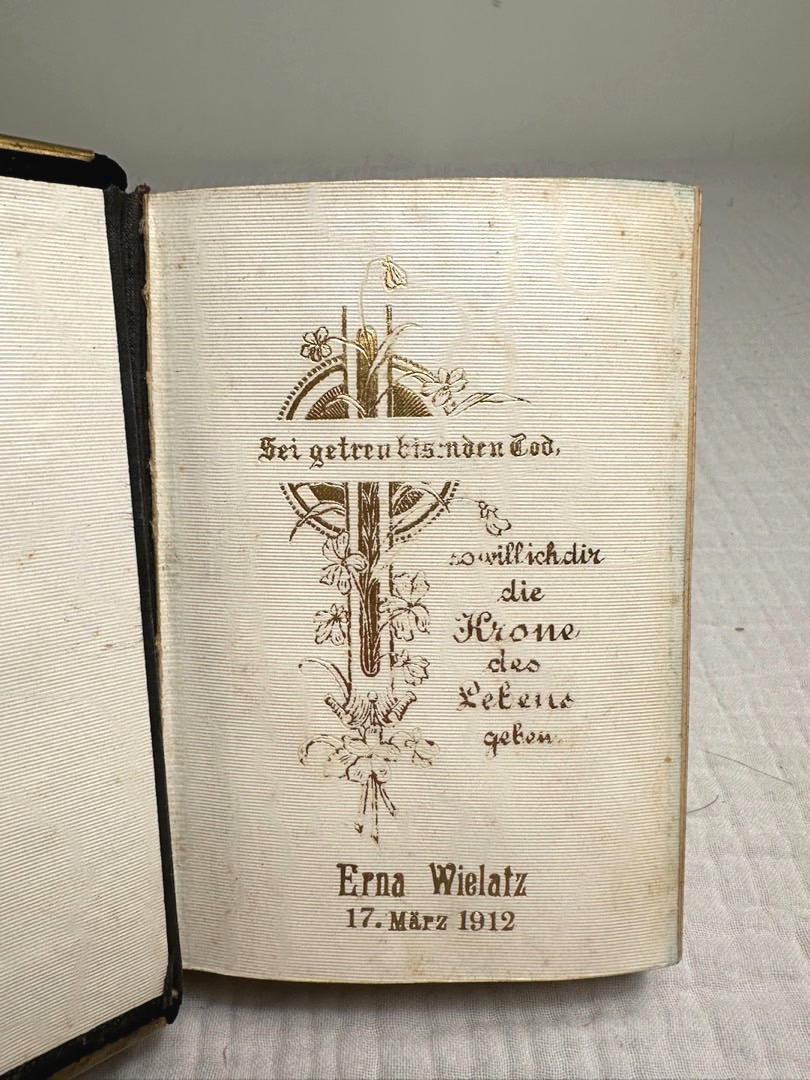 Sei getreu bis an den Tod,
so will ich dir
die
Krone
des
Lebens
geben.
Erna Wielatz
17. März 1912